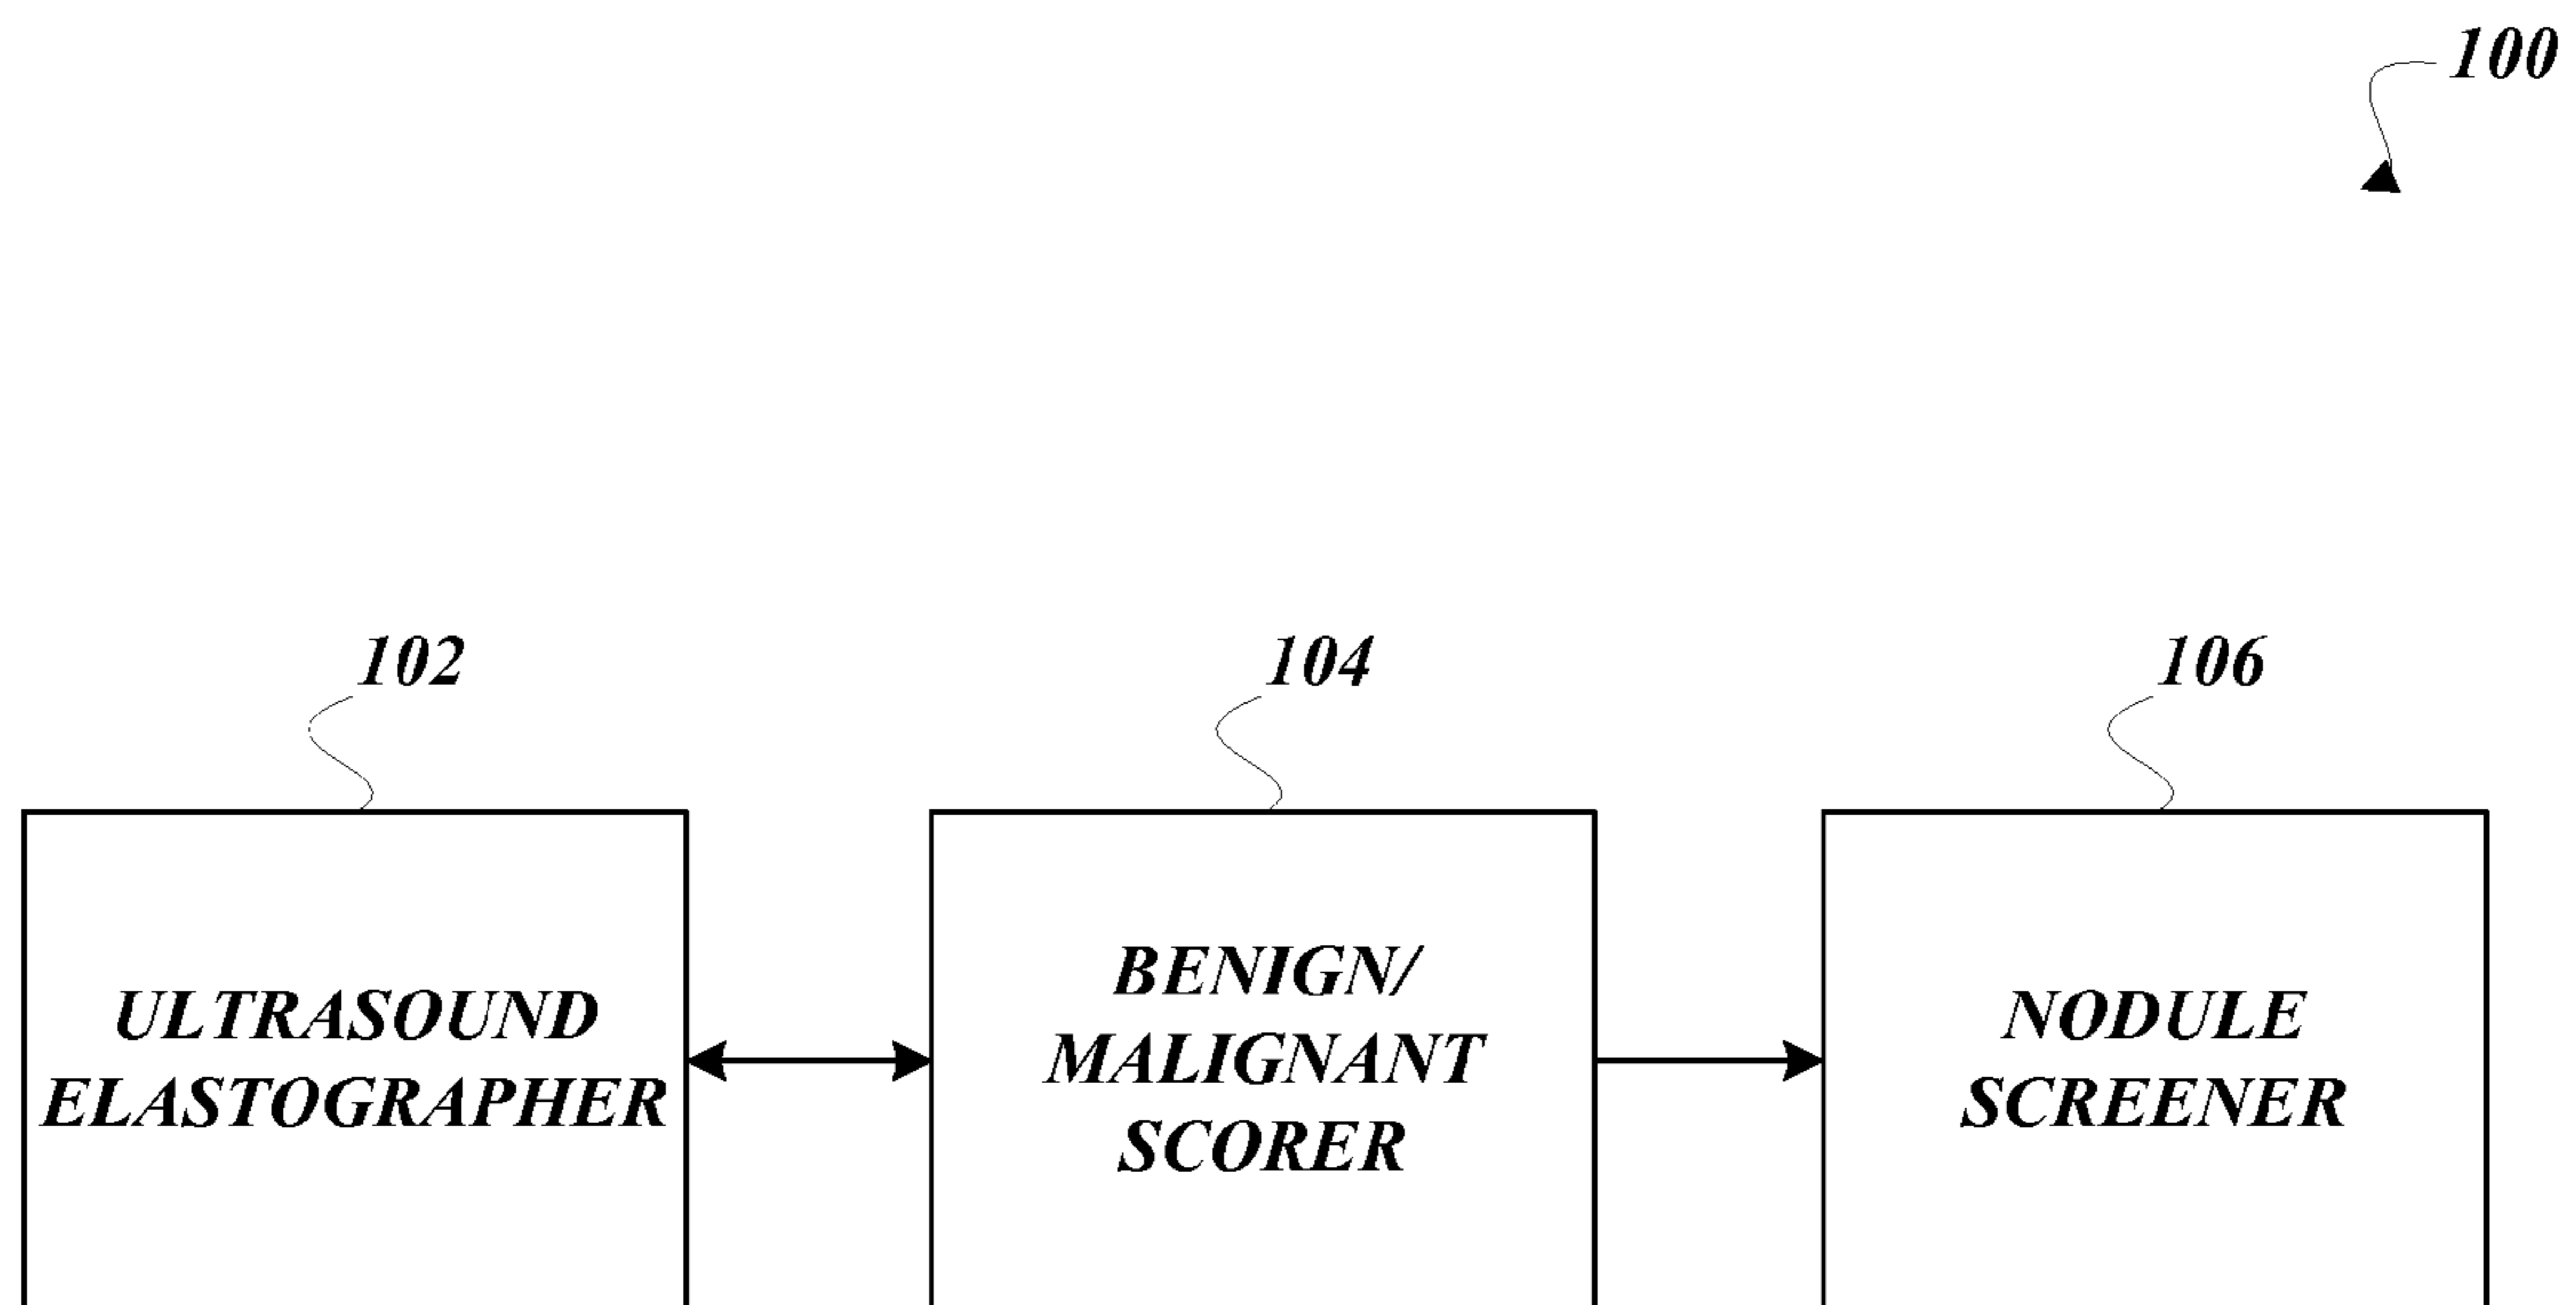 100
102
104
106
ULTRASOUND
ELASTOGRAPHER
BENIGN/
MALIGNANT
SCORER
NODULE
SCREENER